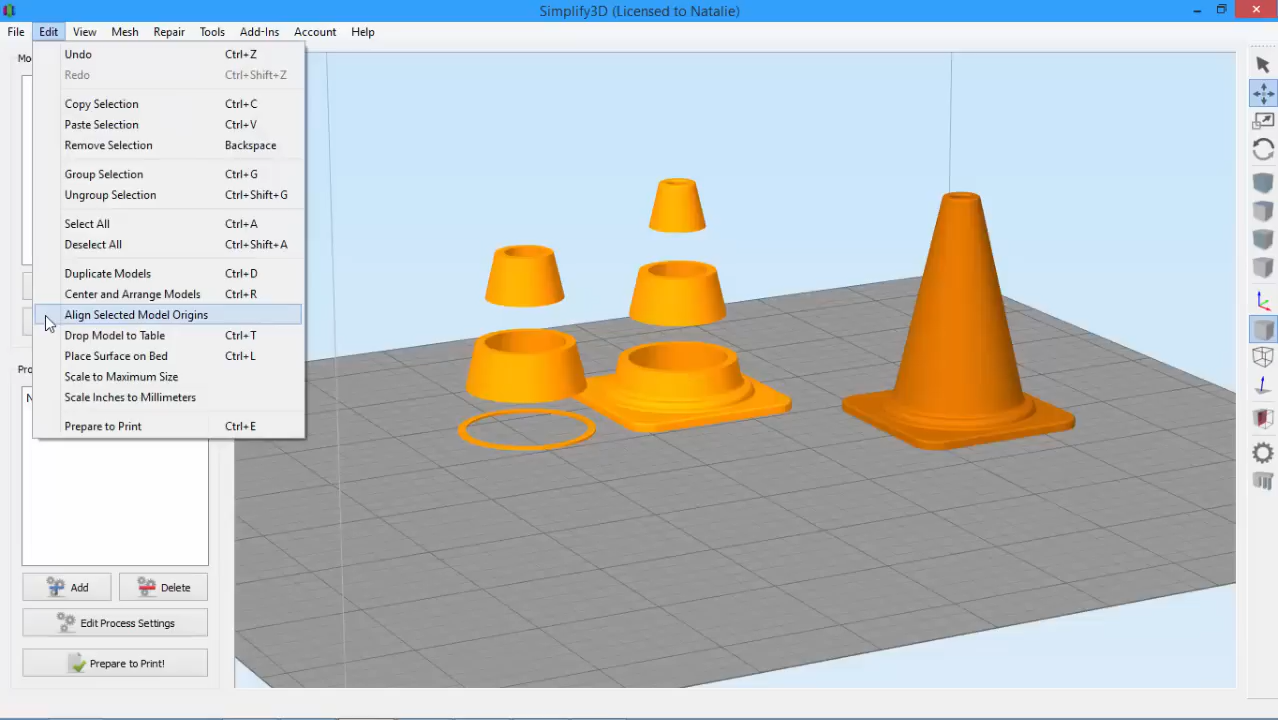 Simplify3D (Licensed to Natalie)
File Edit View Mesh Repair Tools Add-Ins Account Help
Undo Ctrl+Z
Redo Ctrl+Shift+Z
Copy Selection Ctrl+C
Paste Selection Ctrl+V
Remove Selection Backspace
Group Selection Ctrl+G
Ungroup Selection Ctrl+Shift+G
Select All Ctrl+A
Deselect All Ctrl+Shift+A
Duplicate Models Ctrl+D
Center and Arrange Models Ctrl+R
Align Selected Model Origins
Drop Model to Table Ctrl+T
Place Surface on Bed Ctrl+L
Scale to Maximum Size
Scale Inches to Millimeters
Prepare to Print Ctrl+E
Add Delete
Edit Process Settings
Prepare to Print!